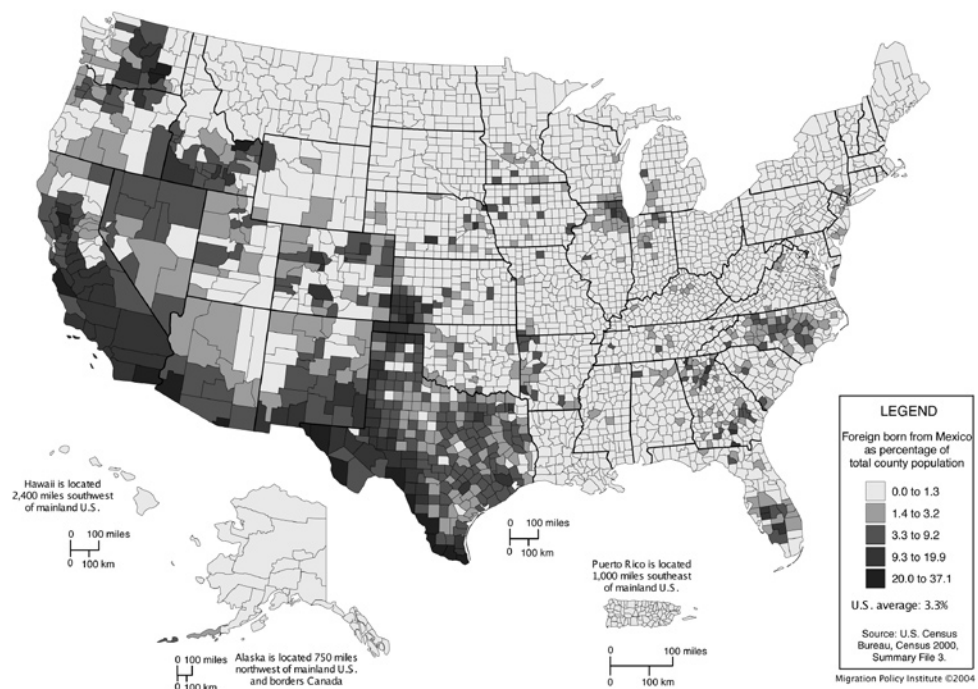 Hawaii is located
2,400 miles southwest
of mainland U.S.
0 100 miles
0 100 km
0 100 miles
0 100 km
Alaska is located 750 miles
northwest of mainland U.S.
and borders Canada
0 100 miles
0 100 km
Puerto Rico is located
1,000 miles southeast
of mainland U.S.
0 100 miles
0 100 km
LEGEND
Foreign born from Mexico
as percentage of
total county population
0.0 to 1.3
1.4 to 3.2
3.3 to 9.2
9.3 to 19.9
20.0 to 37.1
U.S. average: 3.3%
Source: U.S. Census
Bureau, Census 2000,
Summary File 3.
Migration Policy Institute ©2004